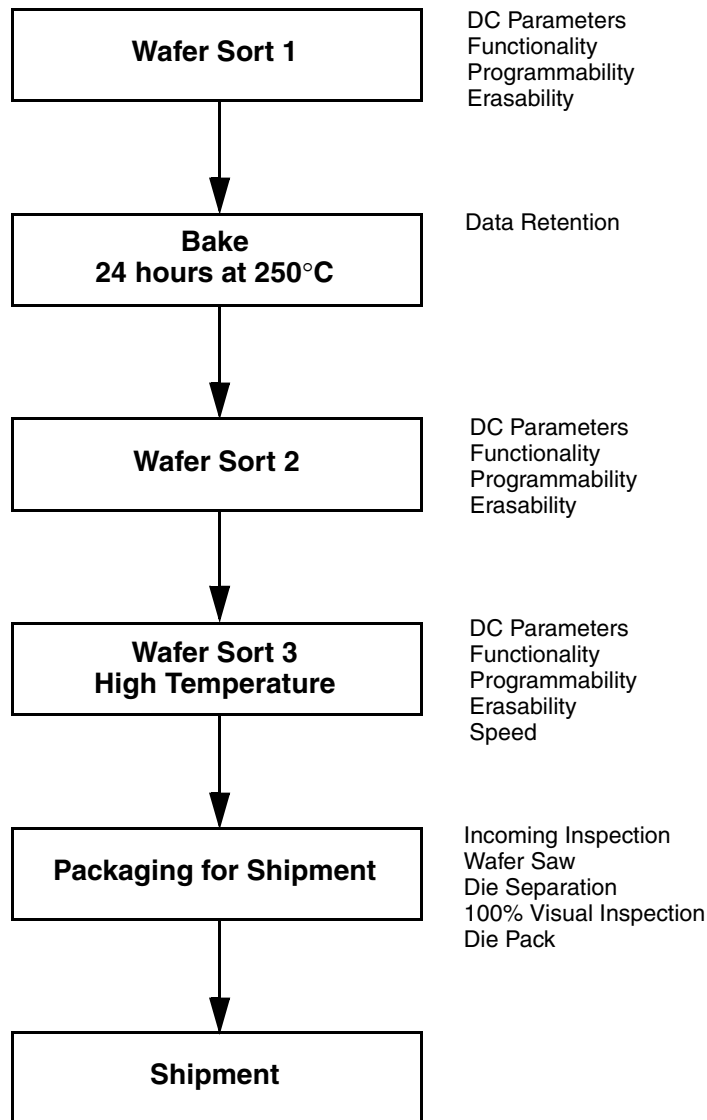 Wafer Sort 1
DC Parameters
Functionality
Programmability
Erasability
Bake
24 hours at 250°C
Data Retention
Wafer Sort 2
DC Parameters
Functionality
Programmability
Erasability
Wafer Sort 3
High Temperature
DC Parameters
Functionality
Programmability
Erasability
Speed
Packaging for Shipment
Incoming Inspection
Wafer Saw
Die Separation
100% Visual Inspection
Die Pack
Shipment